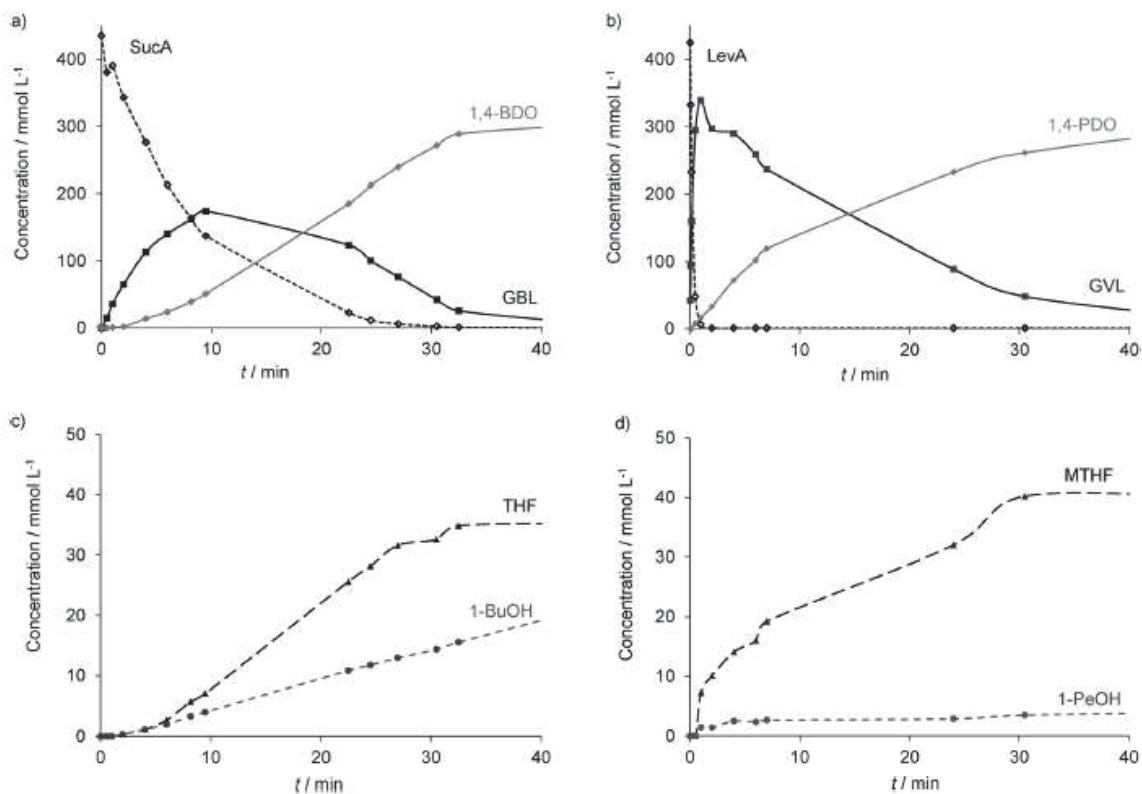 a)
Concentration / mmol L⁻¹
400
300
200
100
0
SucA
1,4-BDO
GBL
0 10 20 30 40
t / min
b)
Concentration / mmol L⁻¹
400
300
200
100
0
LevA
1,4-PDO
GVL
0 10 20 30 40
t / min
c)
Concentration / mmol L⁻¹
50
40
30
20
10
0
THF
1-BuOH
0 10 20 30 40
t / min
d)
Concentration / mmol L⁻¹
50
40
30
20
10
0
MTHF
1-PeOH
0 10 20 30 40
t / min